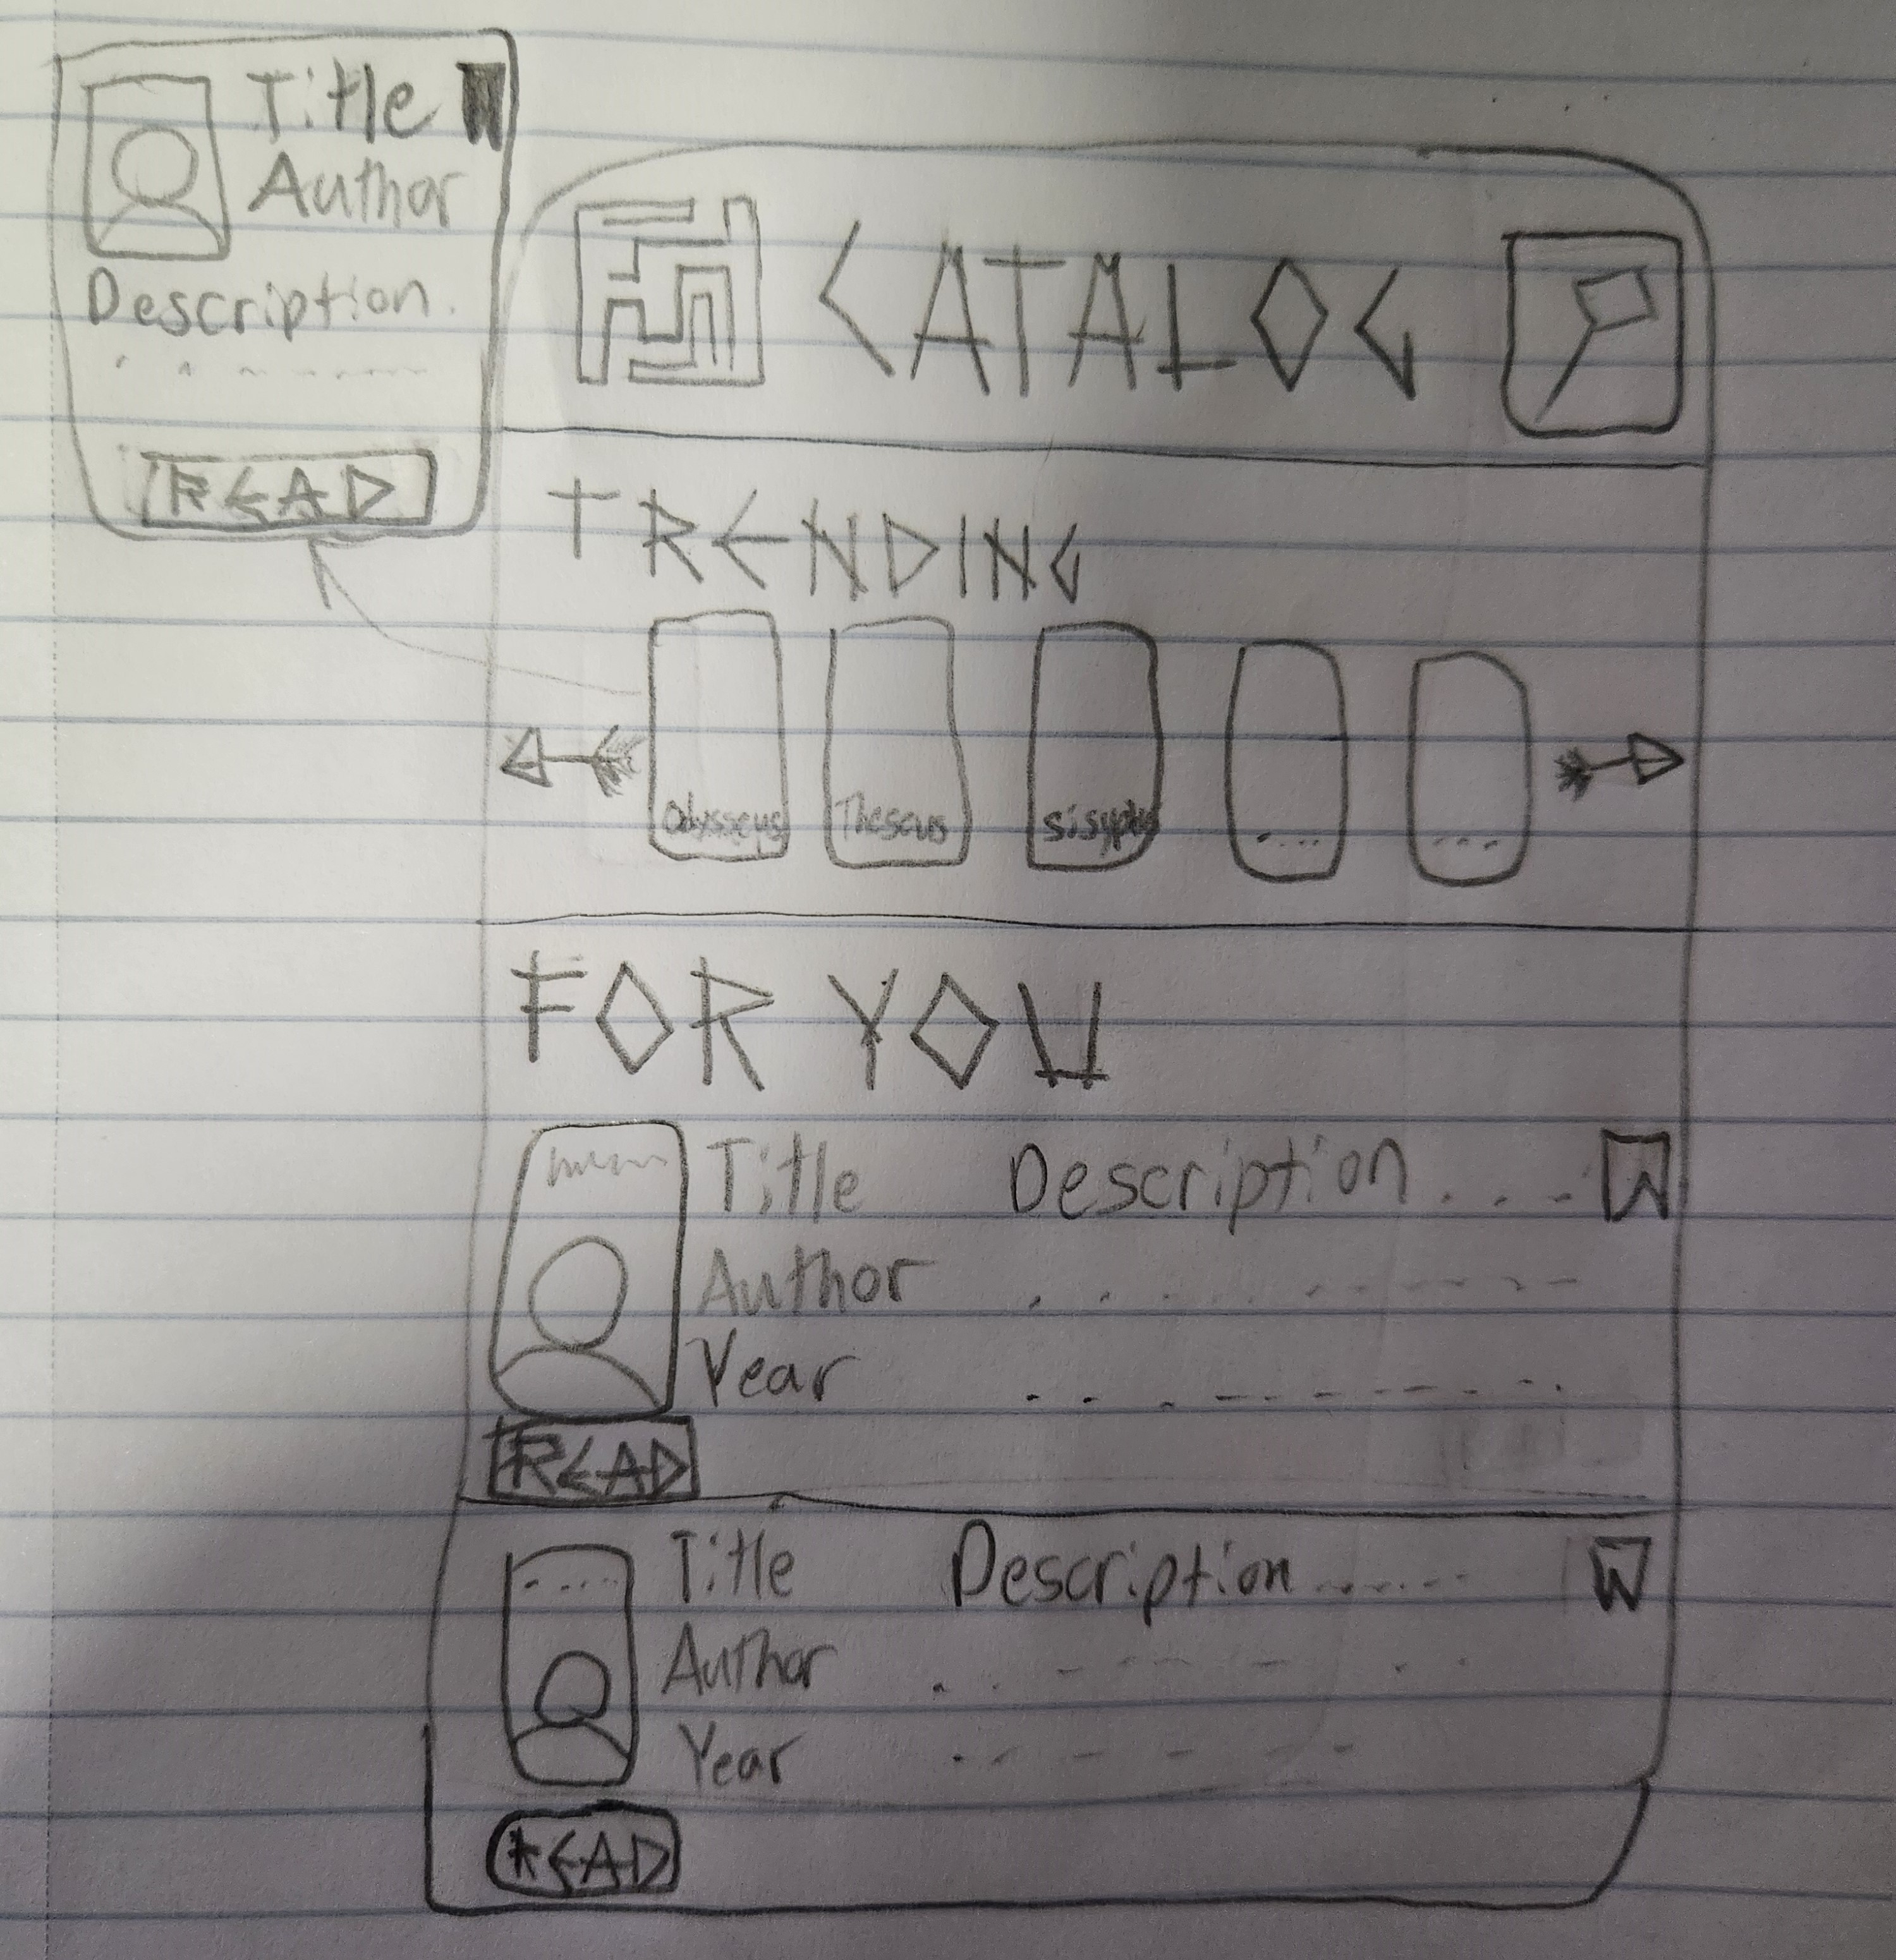 Title
Author
Description.
READ
CATALOG
TRENDING
Odysseus Theseus Sisyphus
FOR YOU
Title Description....
Author
Year
READ
Title Description......
Author
Year
READ